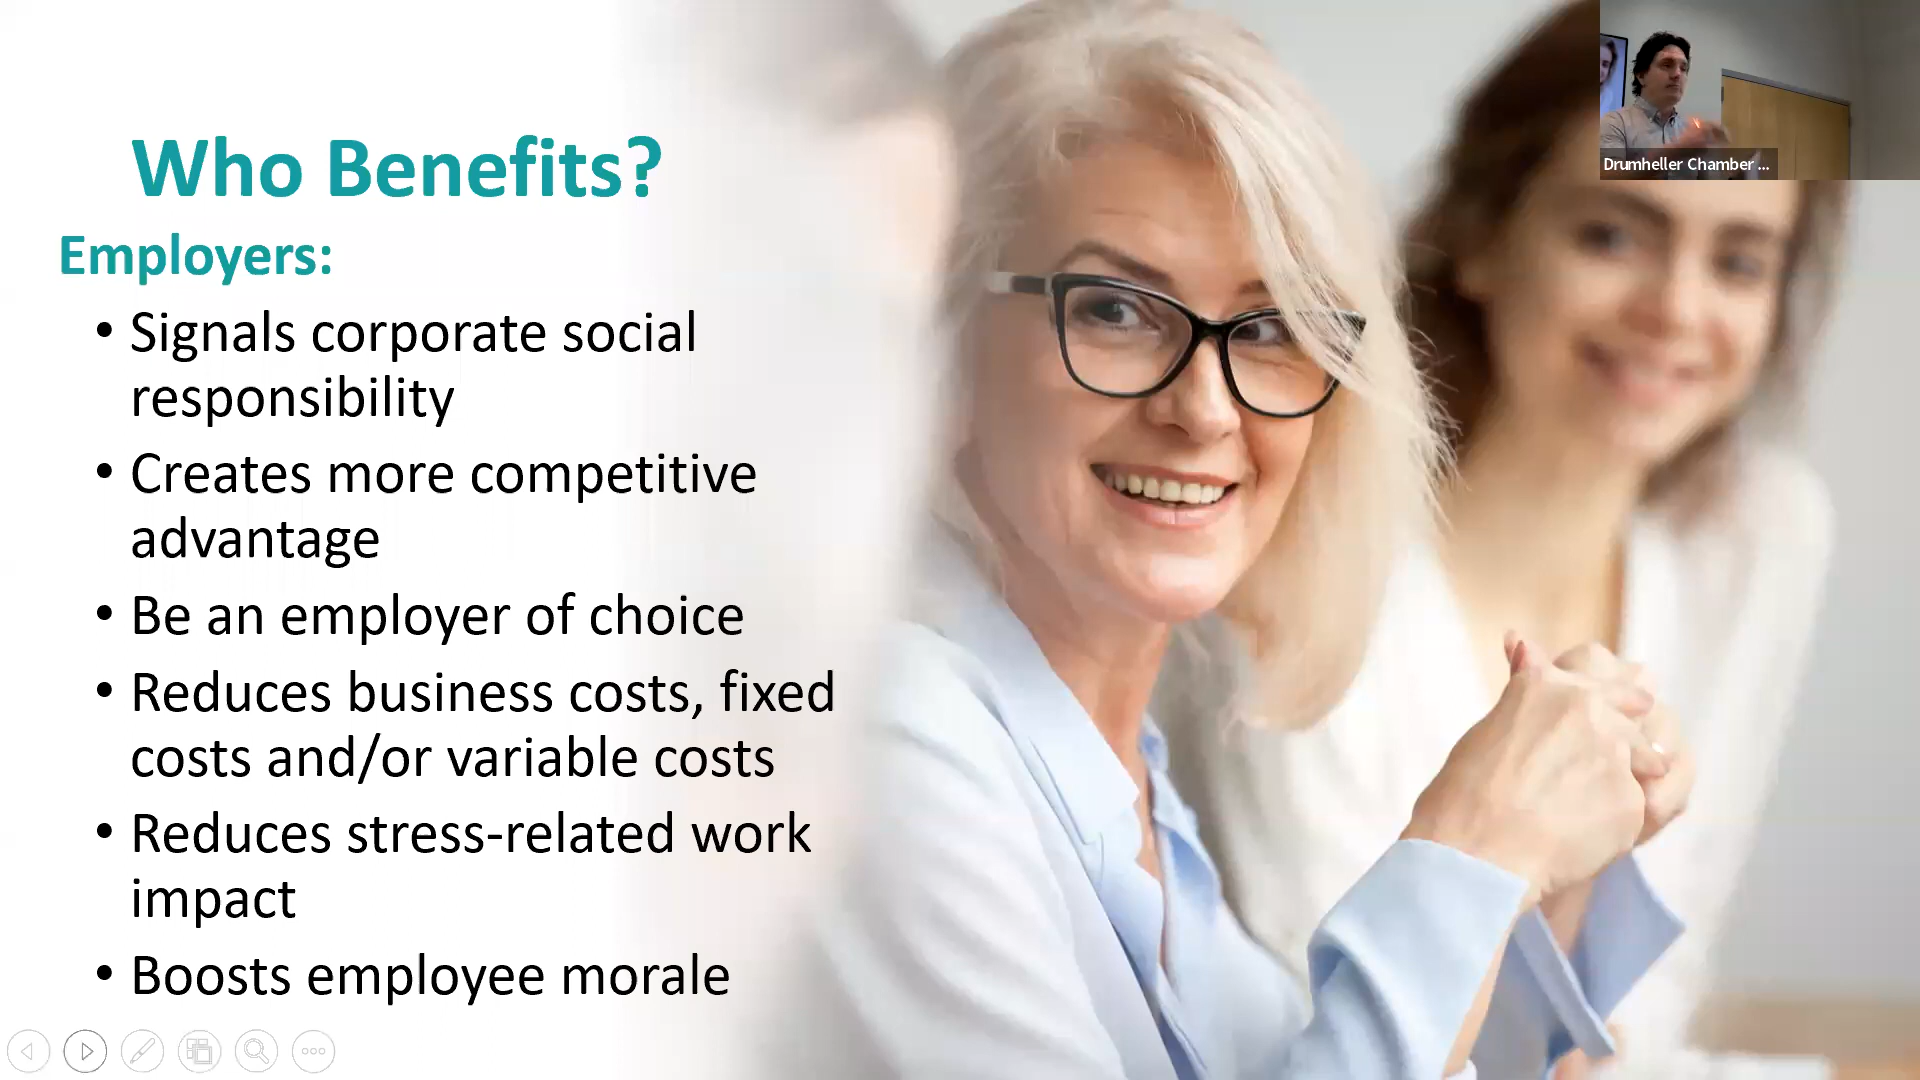 Who Benefits?
Employers:
• Signals corporate social
responsibility
• Creates more competitive
advantage
• Be an employer of choice
• Reduces business costs, fixed
costs and/or variable costs
• Reduces stress-related work
impact
• Boosts employee morale
Drumheller Chamber ...